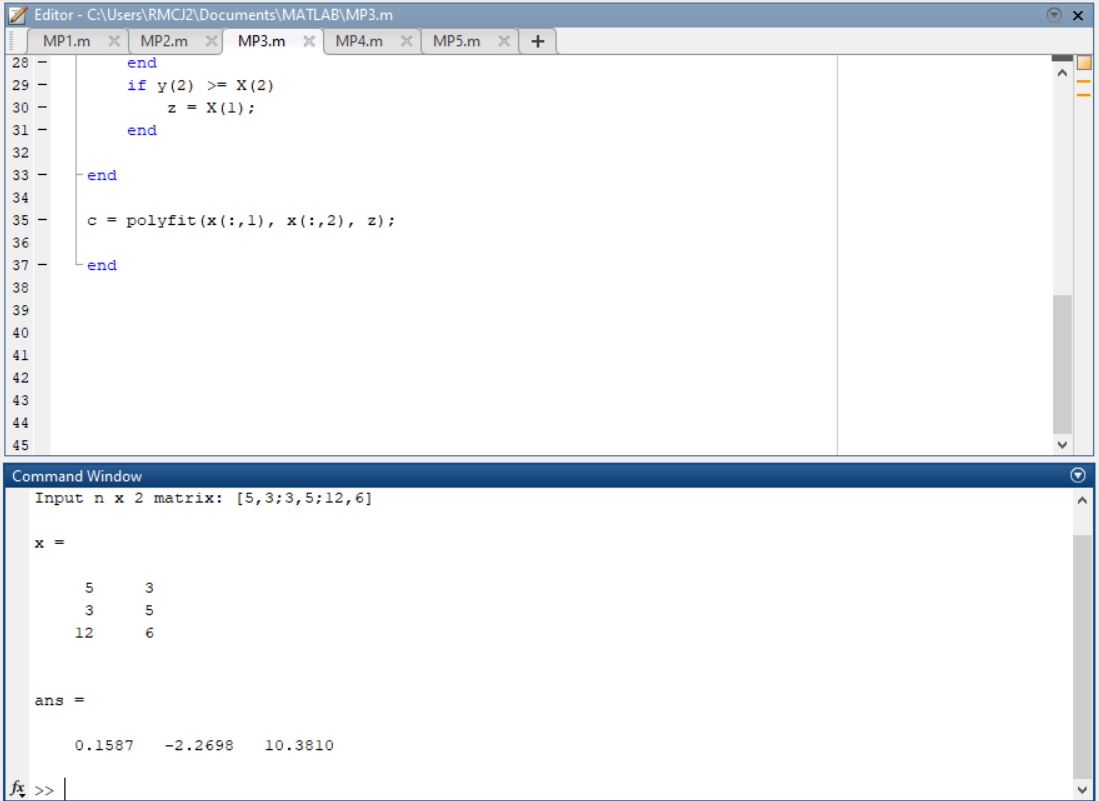 Editor - C:\Users\RMCJ2\Documents\MATLAB\MP3.m
MP1.m MP2.m MP3.m MP4.m MP5.m +
28 - end
29 - if y(2) >= X(2)
30 - z = X(1);
31 - end
32
33 - end
34
35 - c = polyfit(x(:,1), x(:,2), z);
36
37 - end
38
39
40
41
42
43
44
45
Command Window
Input n x 2 matrix: [5,3;3,5;12,6]
x =
5 3
3 5
12 6
ans =
0.1587 -2.2698 10.3810
fx >>